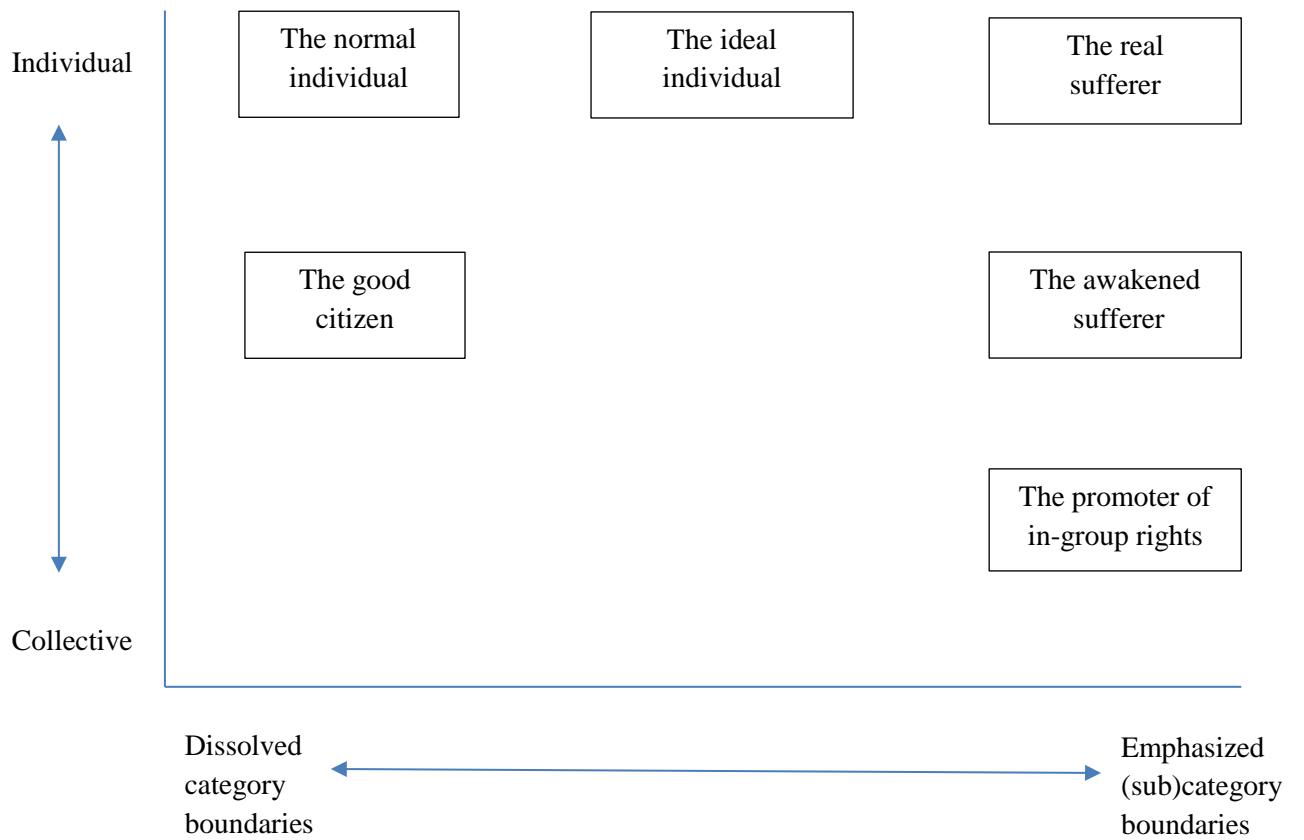 Individual
The normal
individual
The ideal
individual
The real
sufferer
The good
citizen
The awakened
sufferer
The promoter of
in-group rights
Collective
Dissolved
category
boundaries
Emphasized
(sub)category
boundaries